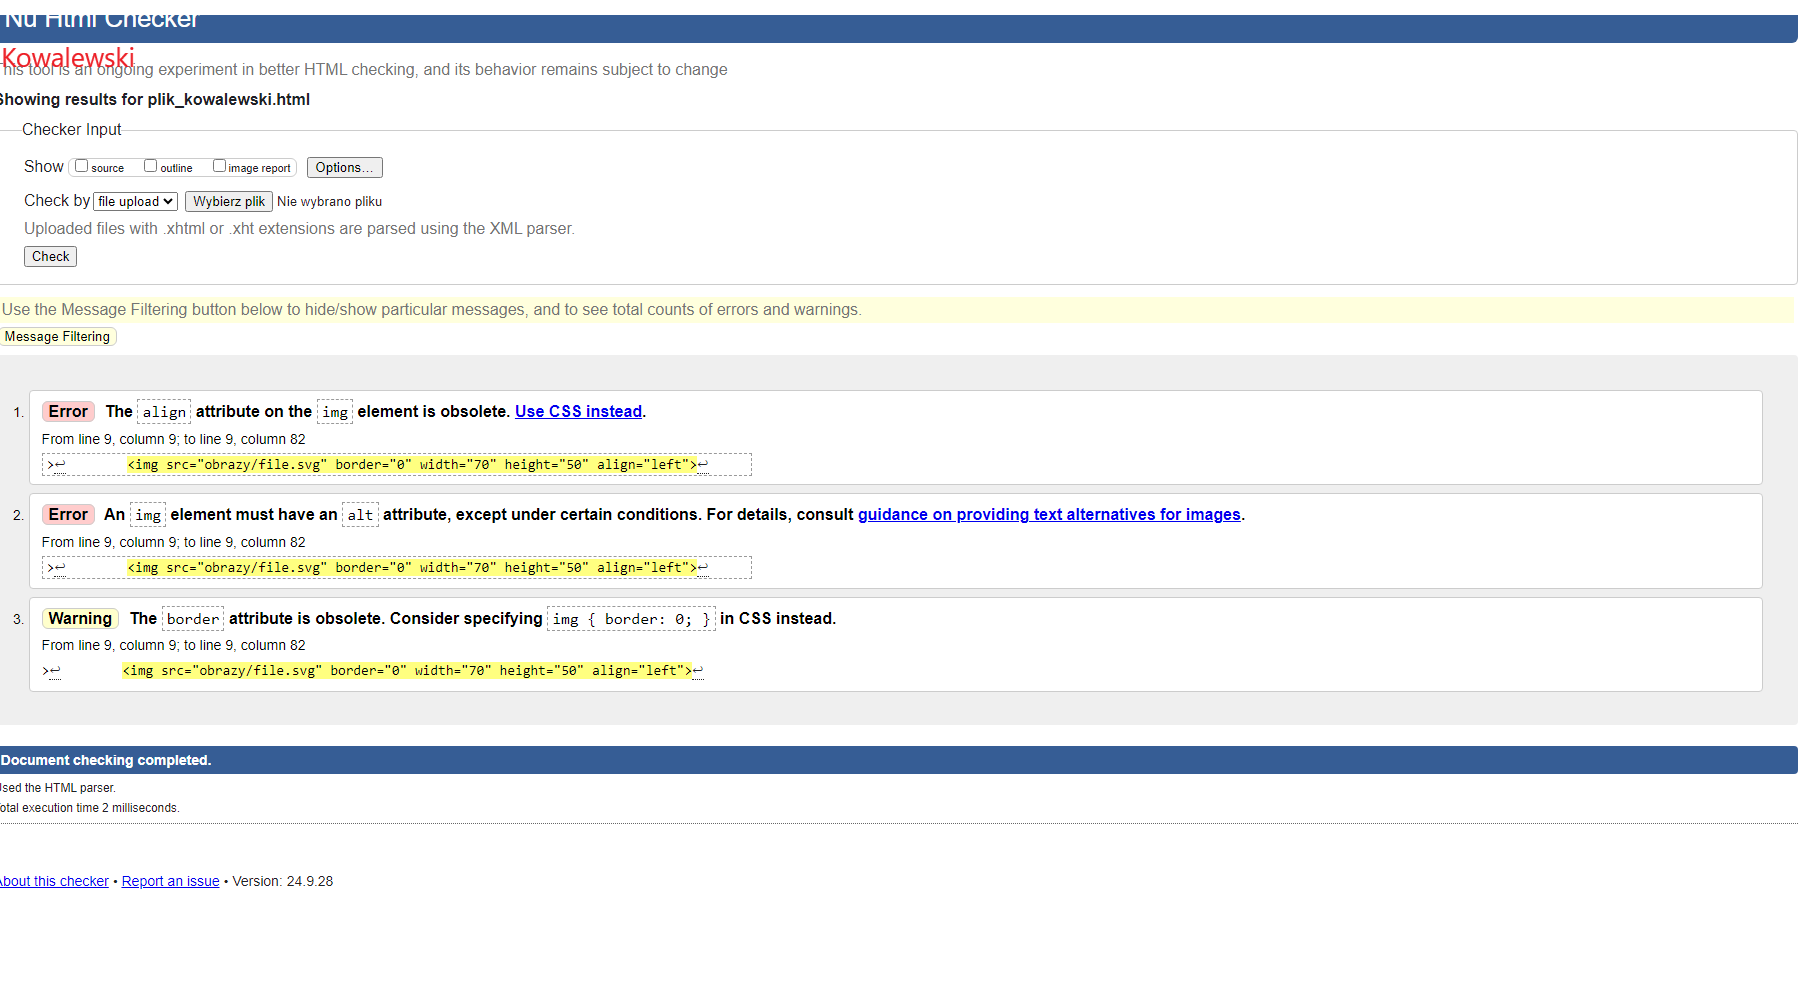 Nu Html Checker
Kowalewski
This tool is an ongoing experiment in better HTML checking, and its behavior remains subject to change
Showing results for plik_kowalewski.html
Checker Input
Show source outline image report Options...
Check by file upload Wybierz plik Nie wybrano pliku
Uploaded files with .xhtml or .xht extensions are parsed using the XML parser.
Check
Use the Message Filtering button below to hide/show particular messages, and to see total counts of errors and warnings.
Message Filtering
1. Error The align attribute on the img element is obsolete. Use CSS instead.
From line 9, column 9; to line 9, column 82
>↩ <img src="obrazy/file.svg" border="0" width="70" height="50" align="left">↩
2. Error An img element must have an alt attribute, except under certain conditions. For details, consult guidance on providing text alternatives for images.
From line 9, column 9; to line 9, column 82
>↩ <img src="obrazy/file.svg" border="0" width="70" height="50" align="left">↩
3. Warning The border attribute is obsolete. Consider specifying img { border: 0; } in CSS instead.
From line 9, column 9; to line 9, column 82
>↩ <img src="obrazy/file.svg" border="0" width="70" height="50" align="left">↩
Document checking completed.
Used the HTML parser.
Total execution time 2 milliseconds.
About this checker • Report an issue • Version: 24.9.28